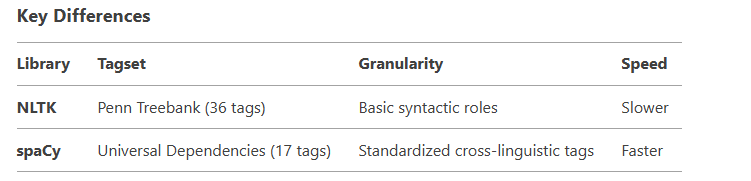 Key Differences
Library Tagset Granularity Speed
NLTK Penn Treebank (36 tags) Basic syntactic roles Slower
spaCy Universal Dependencies (17 tags) Standardized cross-linguistic tags Faster